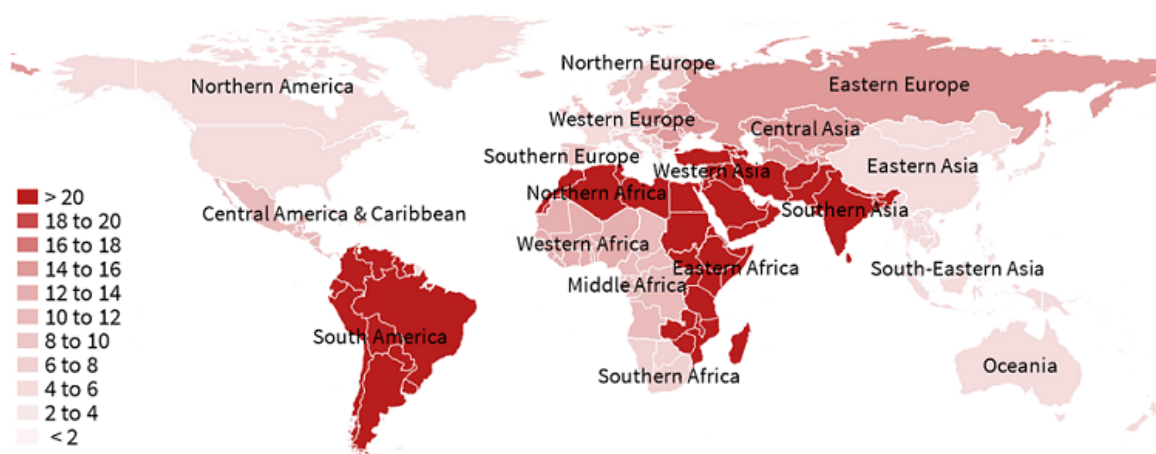 Northern Europe
Northern America
Eastern Europe
Western Europe
Central Asia
Southern Europe
Eastern Asia
Western Asia
Northern Africa
Southern Asia
Central America & Caribbean
Western Africa
Eastern Africa
South-Eastern Asia
Middle Africa
South America
Oceania
Southern Africa
> 20
18 to 20
16 to 18
14 to 16
12 to 14
10 to 12
8 to 10
6 to 8
4 to 6
2 to 4
< 2